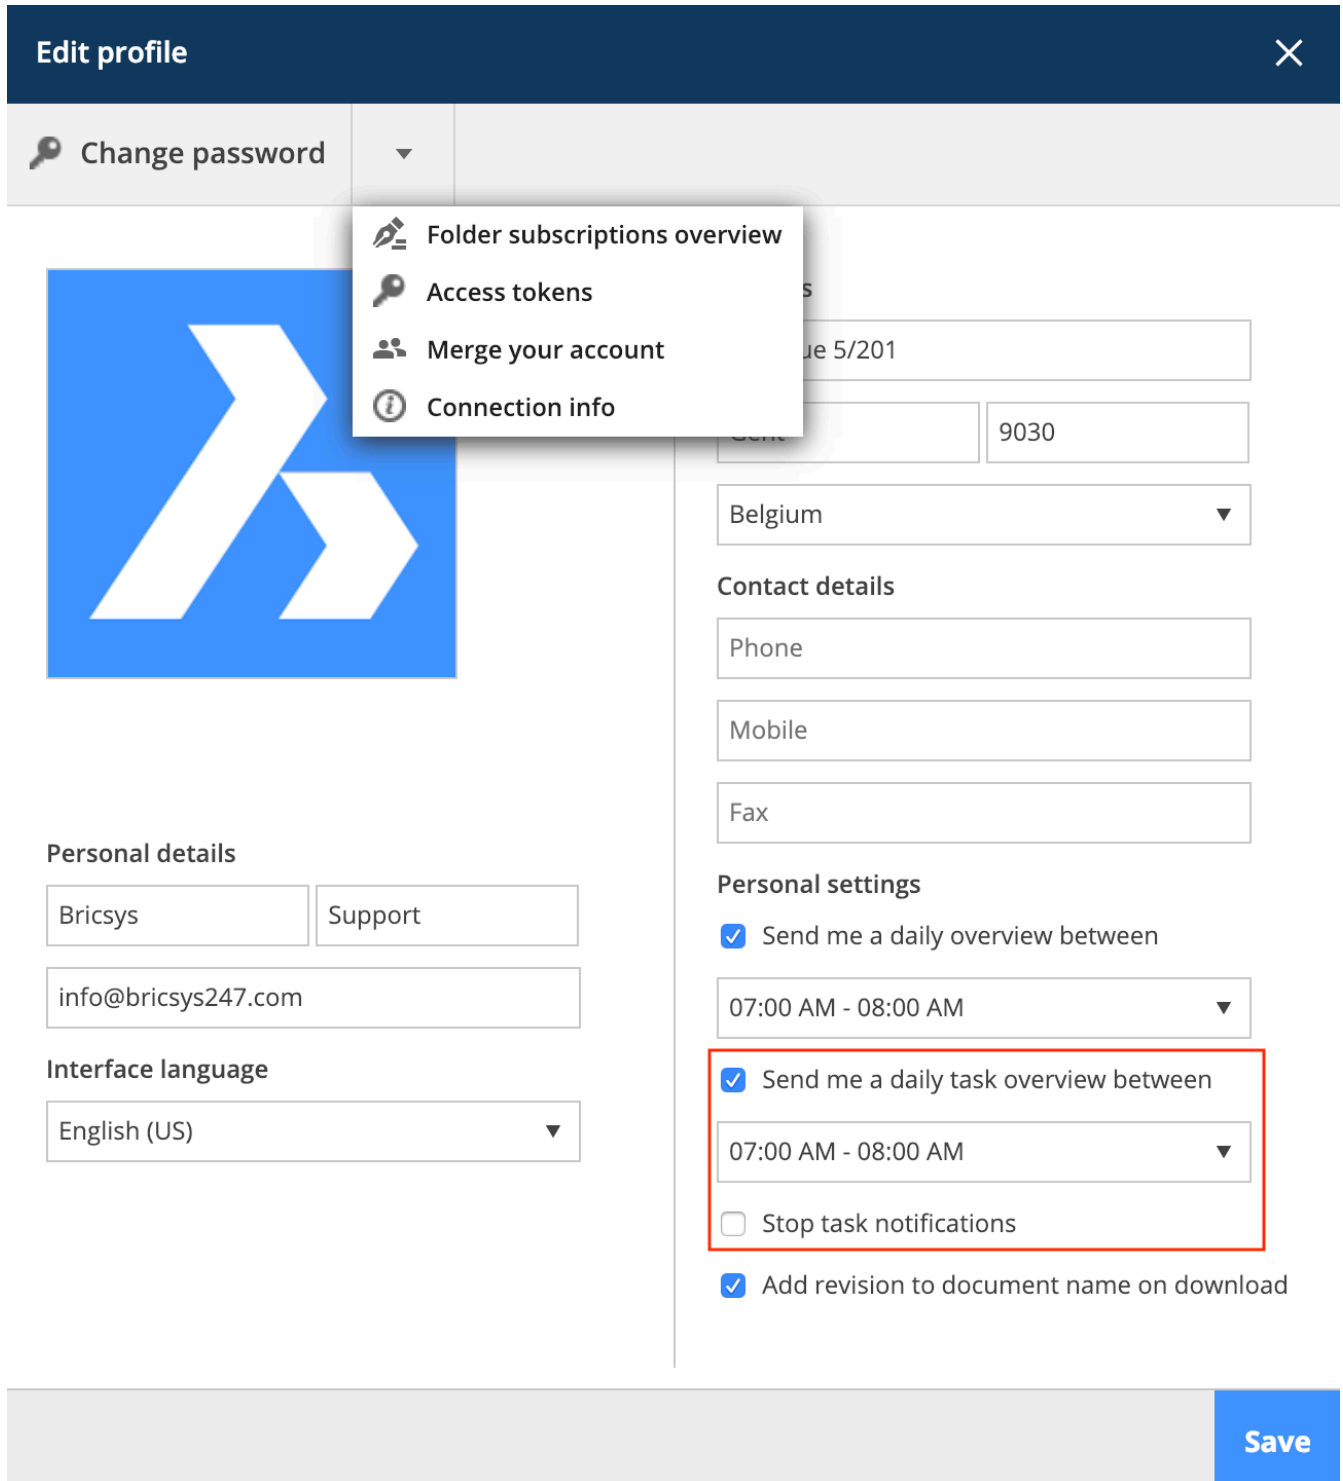 Edit profile
Change password
Folder subscriptions overview
Access tokens
Merge your account
Connection info
5/201
9030
Belgium
Contact details
Phone
Mobile
Fax
Personal details
Bricsys Support
info@bricsys247.com
Interface language
English (US)
Personal settings
Send me a daily overview between
07:00 AM - 08:00 AM
Send me a daily task overview between
07:00 AM - 08:00 AM
Stop task notifications
Add revision to document name on download
Save